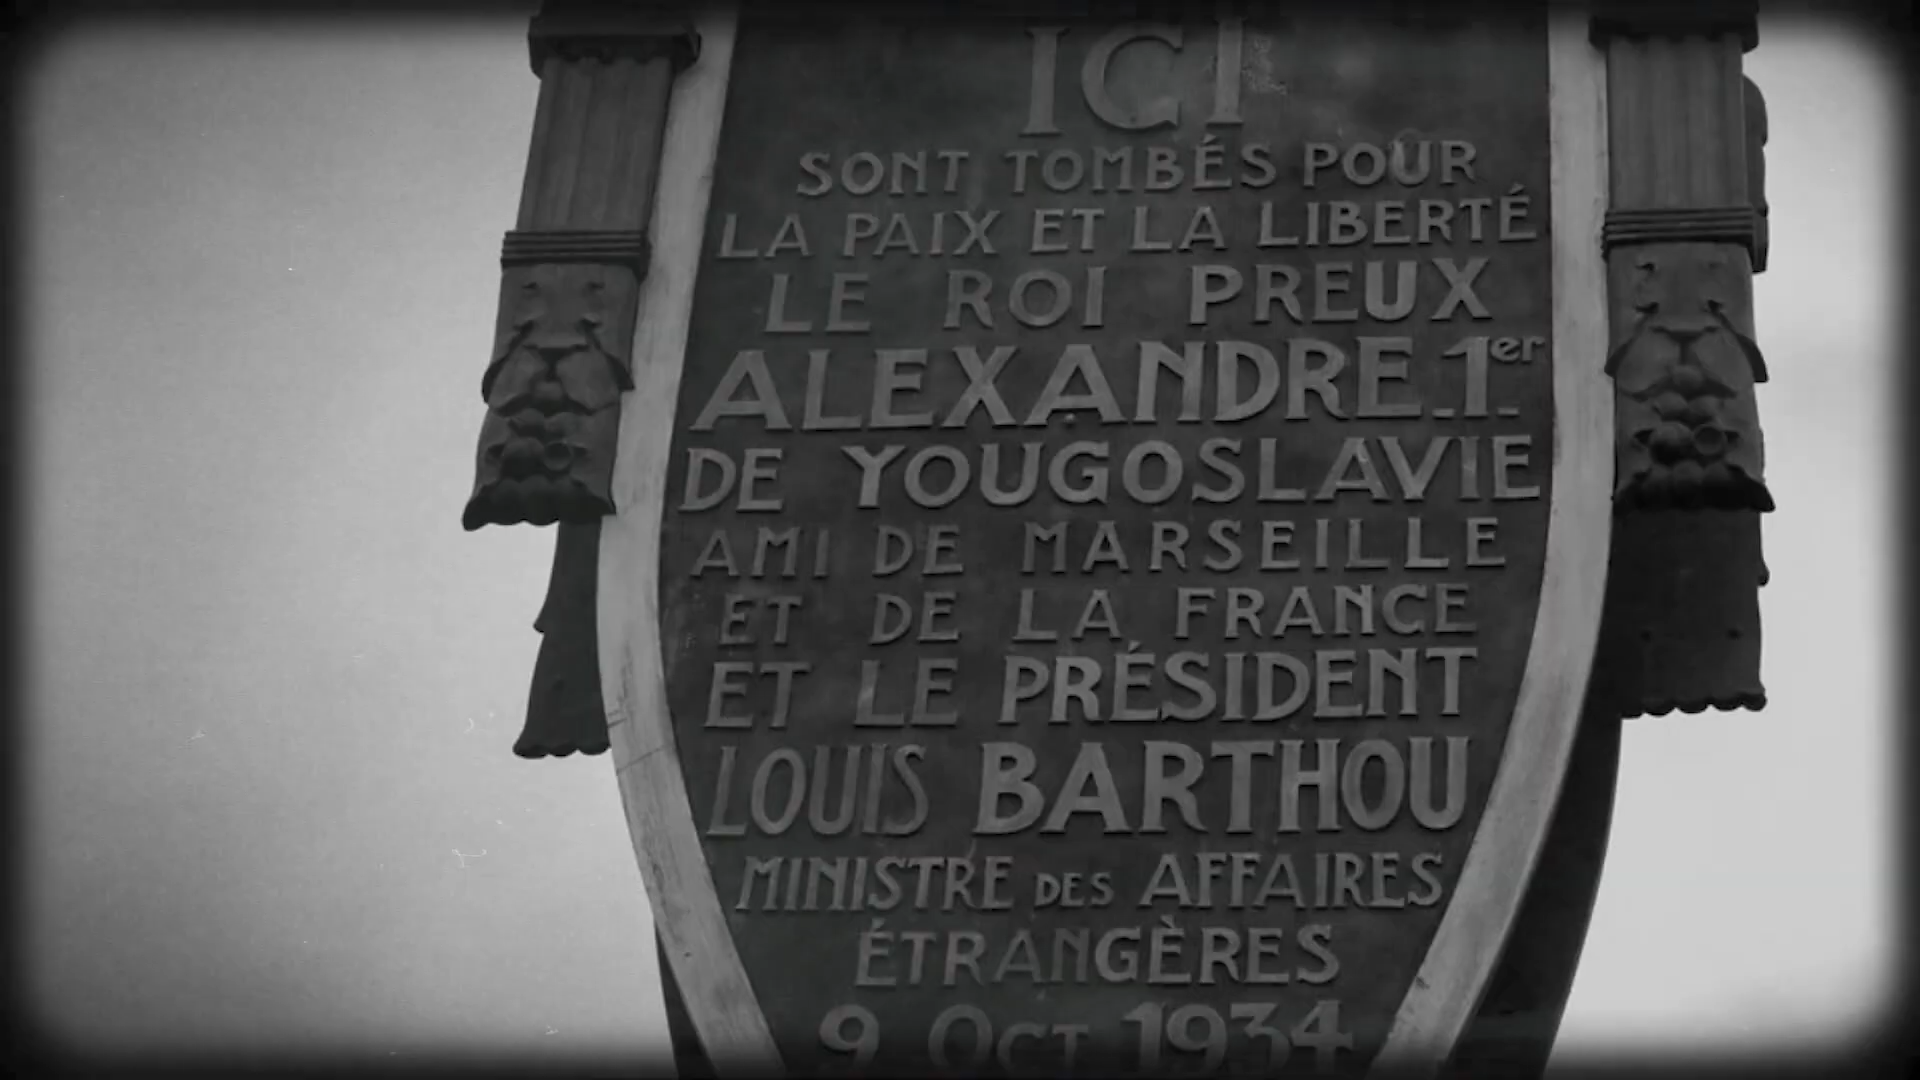 ICI
SONT TOMBÉS POUR
LA PAIX ET LA LIBERTÉ
LE ROI PREUX
ALEXANDRE 1er
DE YOUGOSLAVIE
AMI DE MARSEILLE
ET DE LA FRANCE
ET LE PRÉSIDENT
LOUIS BARTHOU
MINISTRE DES AFFAIRES
ÉTRANGÈRES
9 OCT 1934